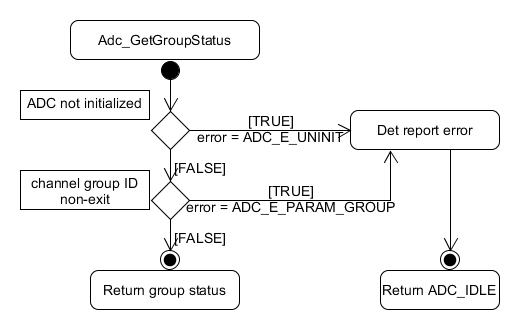 Adc_GetGroupStatus
ADC not initialized
[TRUE]
error = ADC_E_UNINIT
Det report error
[FALSE]
channel group ID
non-exit
[TRUE]
error = ADC_E_PARAM_GROUP
[FALSE]
Return group status
Return ADC_IDLE